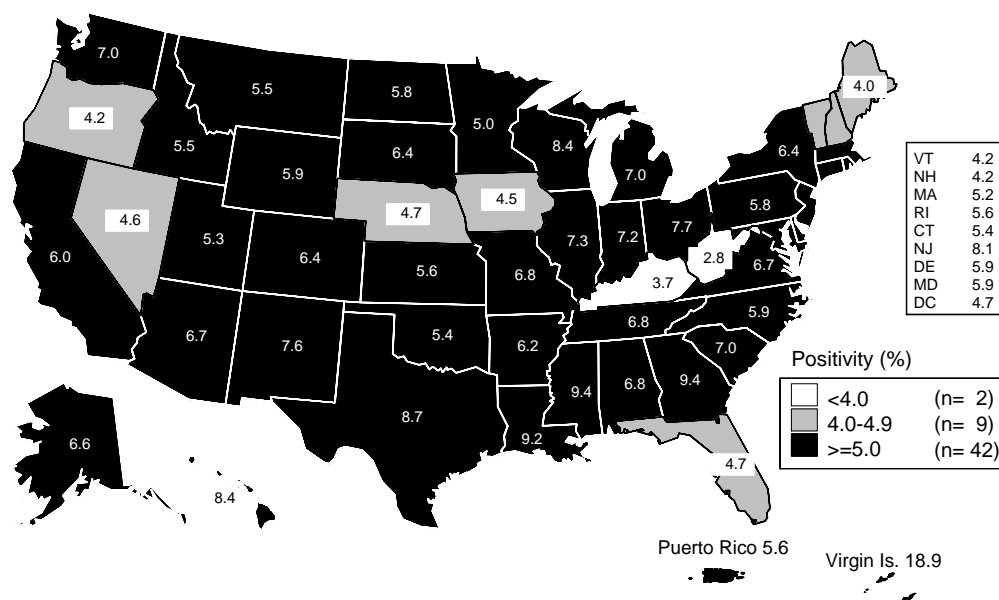 7.0
4.0
5.5
5.8
4.2
5.0
5.5
8.4
6.4
6.4
7.0
5.9
4.7
4.5
5.8
4.6
5.3
7.3
7.2
7.7
6.0
6.4
5.6
6.8
3.7
2.8
6.7
6.7
7.6
5.4
6.2
6.8
5.9
7.0
9.4
6.8
9.4
8.7
9.2
4.7
6.6
8.4
VT 4.2
NH 4.2
MA 5.2
RI 5.6
CT 5.4
NJ 8.1
DE 5.9
MD 5.9
DC 4.7
Positivity (%)
<4.0 (n= 2)
4.0-4.9 (n= 9)
>=5.0 (n= 42)
Puerto Rico 5.6
Virgin Is. 18.9